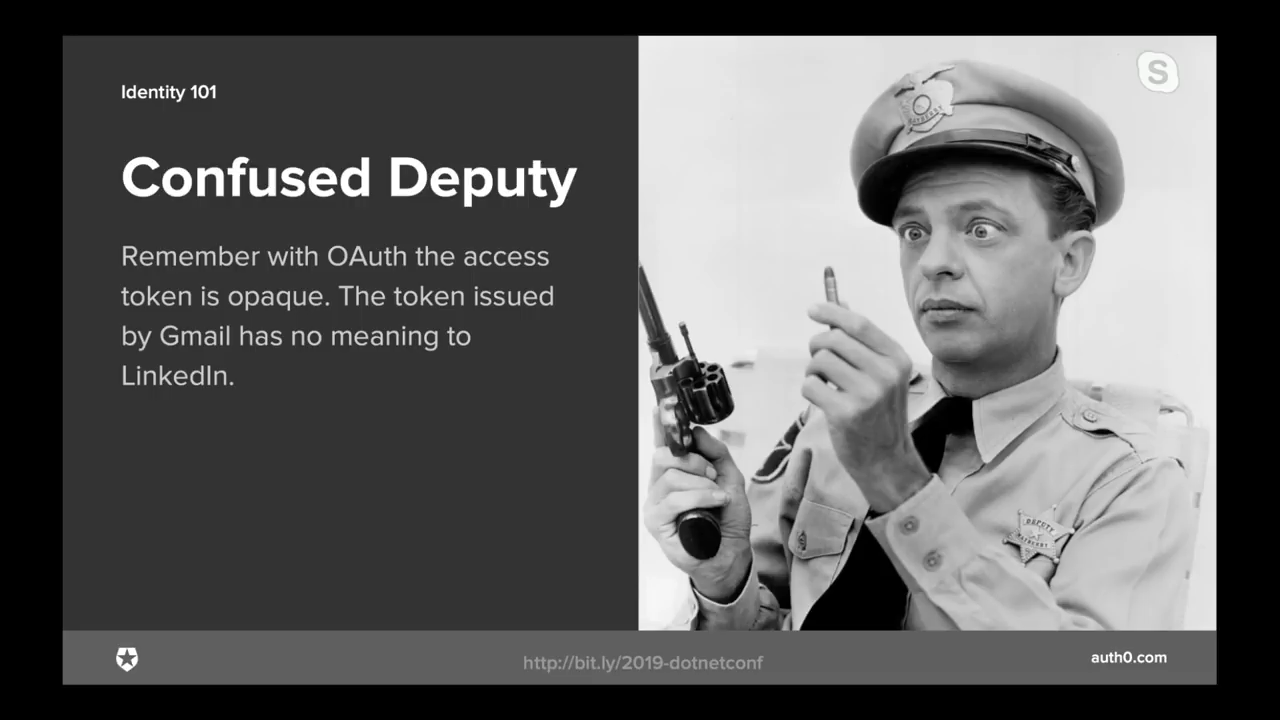 Identity 101
Confused Deputy
Remember with OAuth the access
token is opaque. The token issued
by Gmail has no meaning to
LinkedIn.
S
DEPUTY
http://bit.ly/2019-dotnetconf
auth0.com